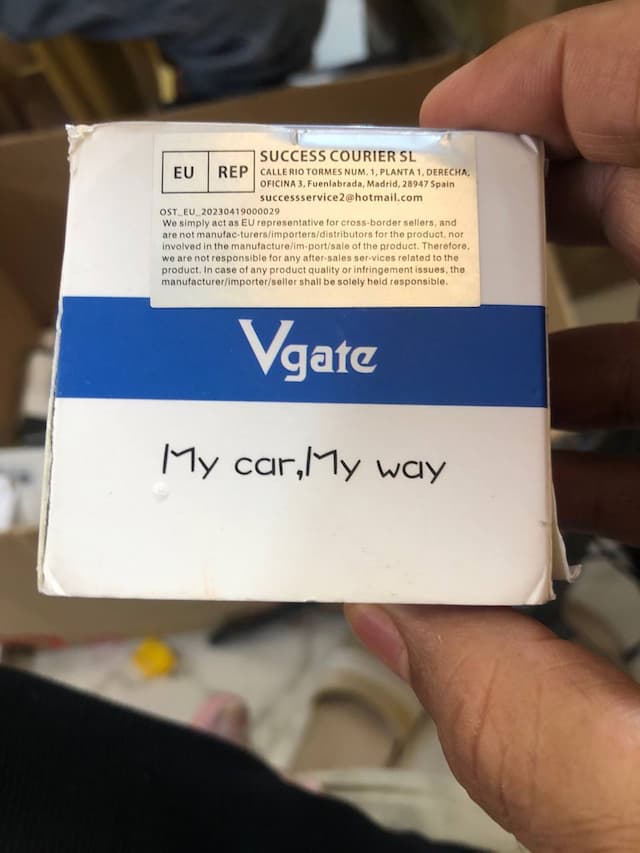 EU REP
SUCCESS COURIER SL
CALLE RIO TORMES NUM. 1, PLANTA 1, DERECHA,
OFICINA 3, Fuenlabrada, Madrid, 28947 Spain
successservice2@hotmail.com
OST_EU_20230419000029
We simply act as EU representative for cross-border sellers, and
are not manufac-turers/importers/distributors for the product, nor
involved in the manufacture/im-port/sale of the product. Therefore,
we are not responsible for any after-sales ser-vices related to the
product. In case of any product quality or infringement issues, the
manufacturer/importer/seller shall be solely held responsible.
Vgate
My car,My way